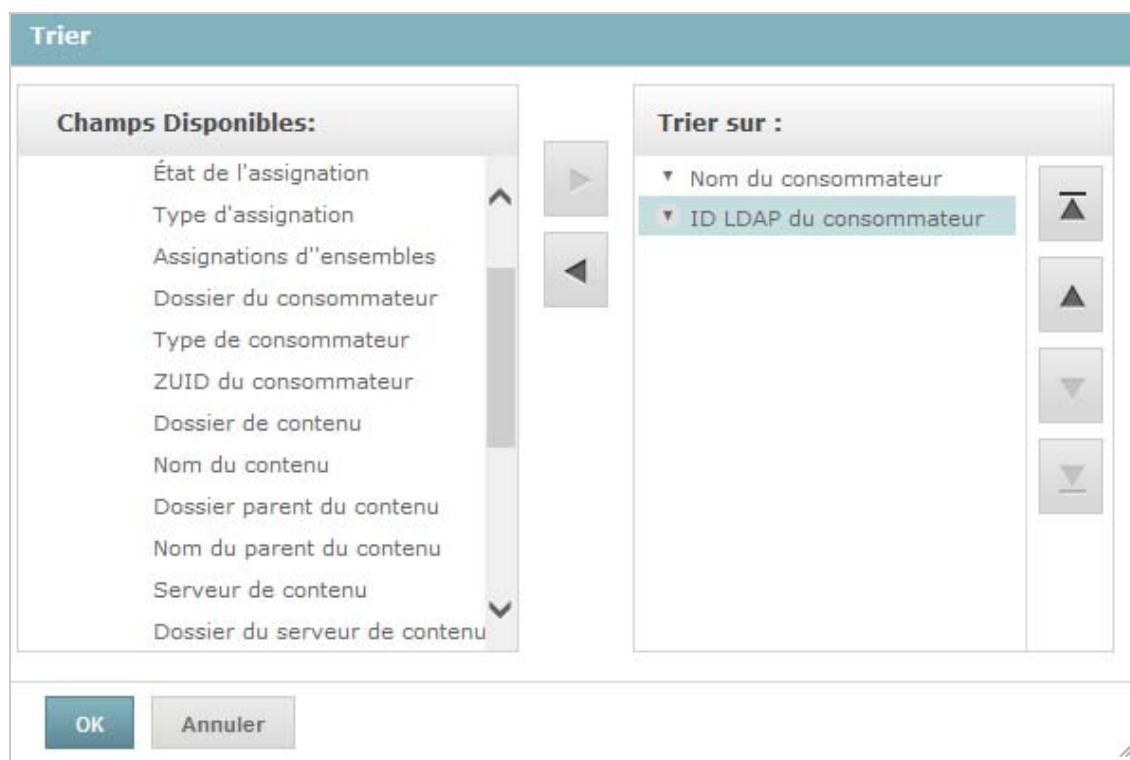 Trier
Champs Disponibles:
État de l'assignation
Type d'assignation
Assignations d''ensembles
Dossier du consommateur
Type de consommateur
ZUID du consommateur
Dossier de contenu
Nom du contenu
Dossier parent du contenu
Nom du parent du contenu
Serveur de contenu
Dossier du serveur de contenu
Trier sur :
Nom du consommateur
ID LDAP du consommateur
OK
Annuler